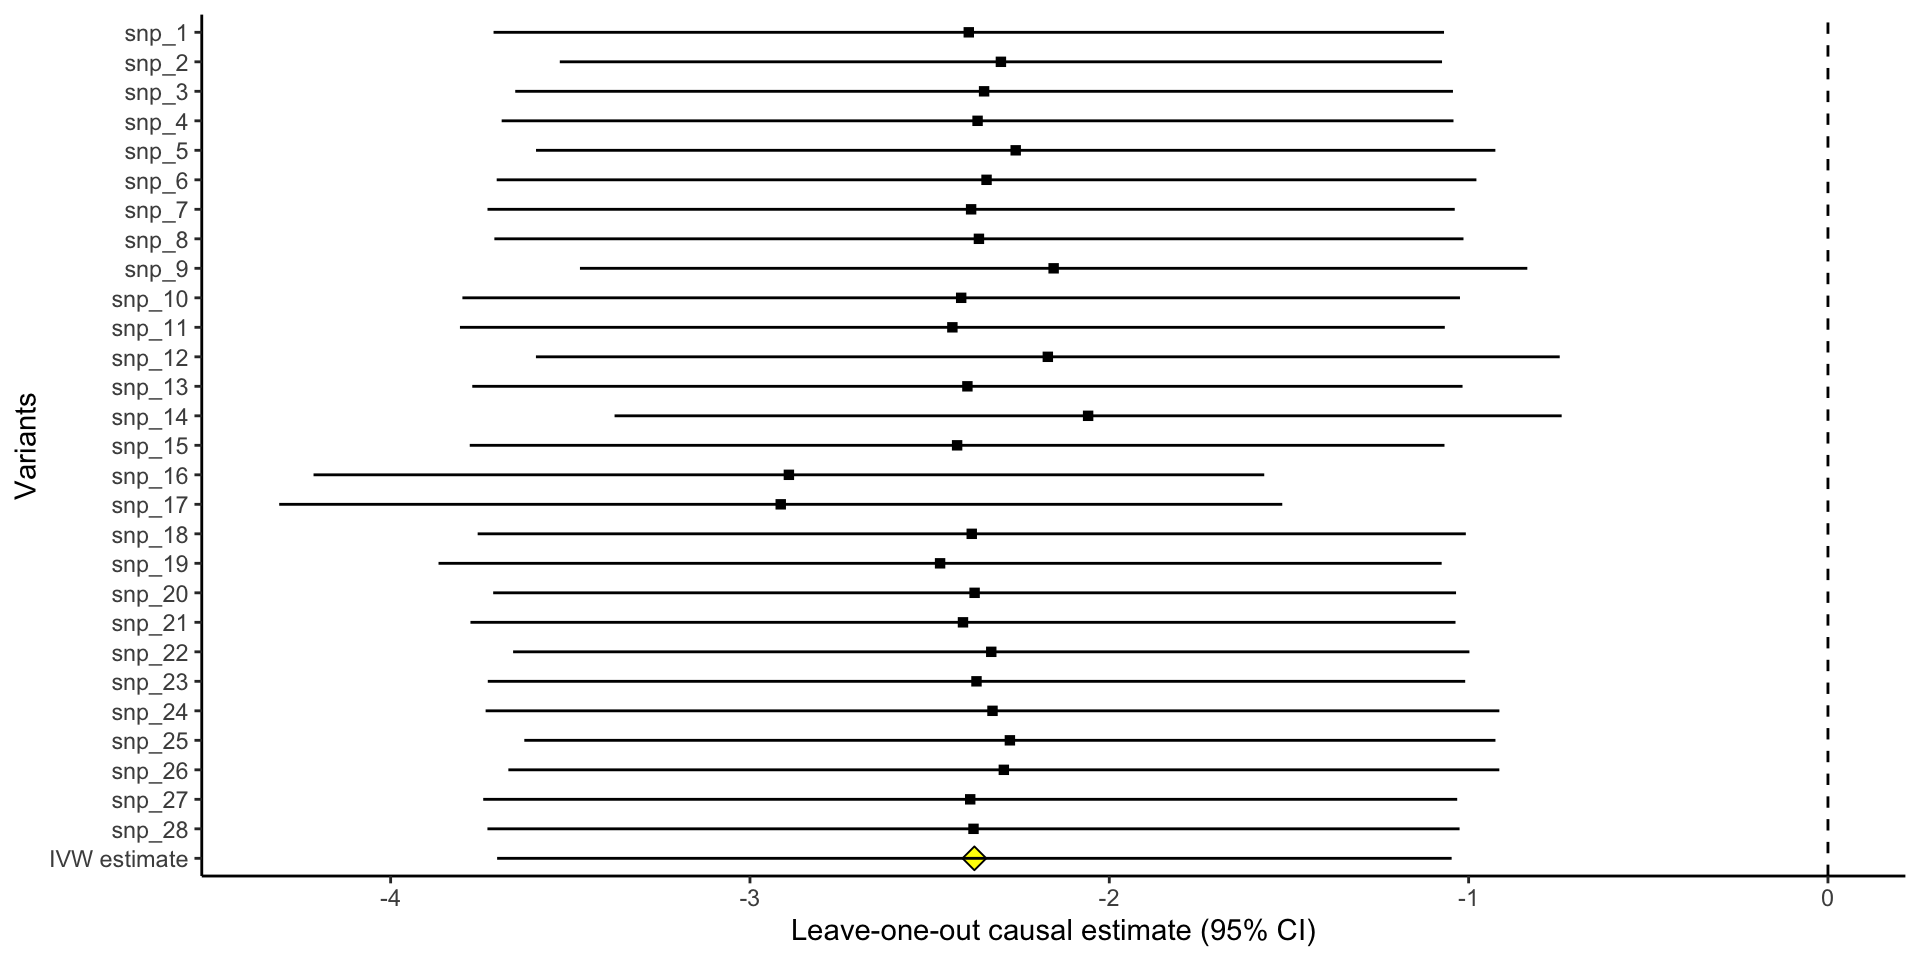 snp_1
snp_2
snp_3
snp_4
snp_5
snp_6
snp_7
snp_8
snp_9
snp_10
snp_11
snp_12
snp_13
snp_14
snp_15
snp_16
snp_17
snp_18
snp_19
snp_20
snp_21
snp_22
snp_23
snp_24
snp_25
snp_26
snp_27
snp_28
IVW estimate
Variants
-4 -3 -2 -1 0
Leave-one-out causal estimate (95% CI)